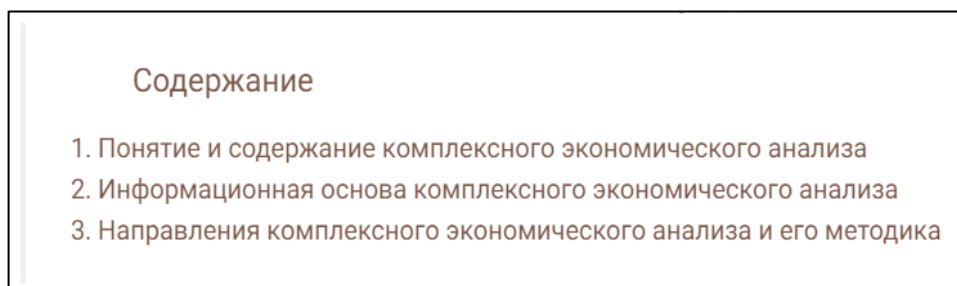 Содержание
1. Понятие и содержание комплексного экономического анализа
2. Информационная основа комплексного экономического анализа
3. Направления комплексного экономического анализа и его методика